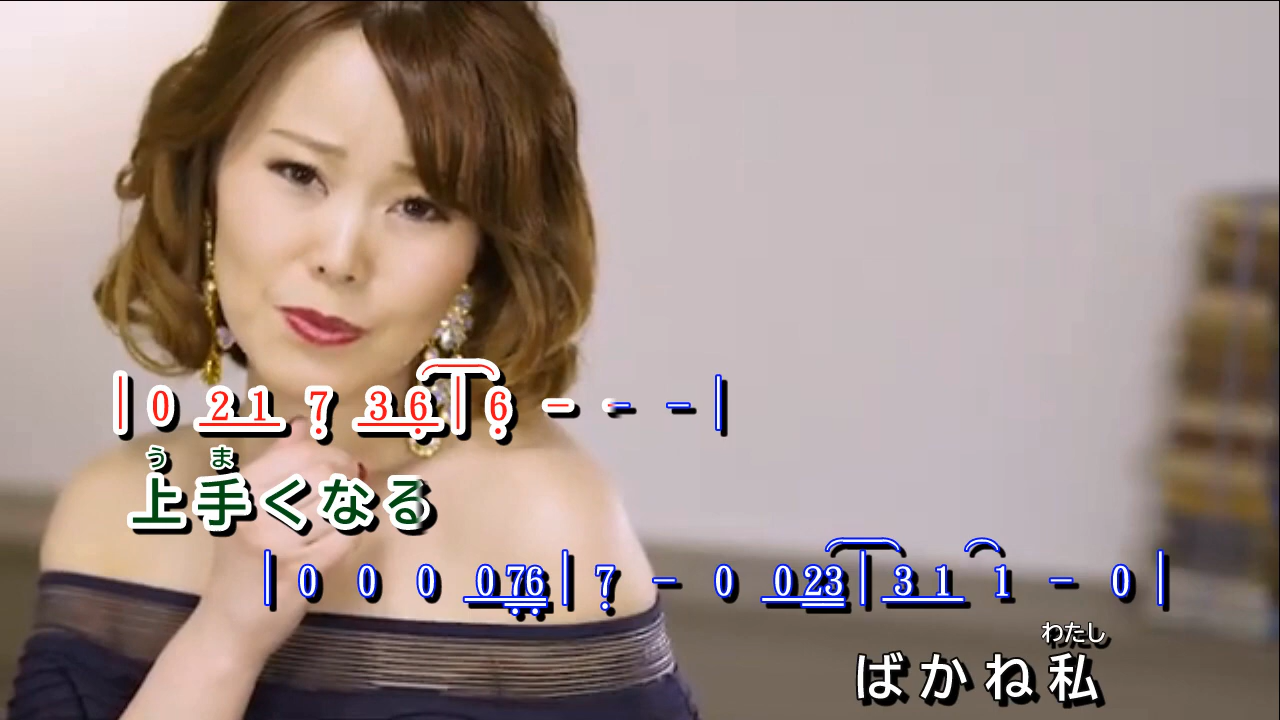 | 0 21 7 36 | 6 - - - |
うま
上手くなる
| 0 0 0 076 | 7 - 0 023 | 31 1 - 0 |
わたし
ばかね私